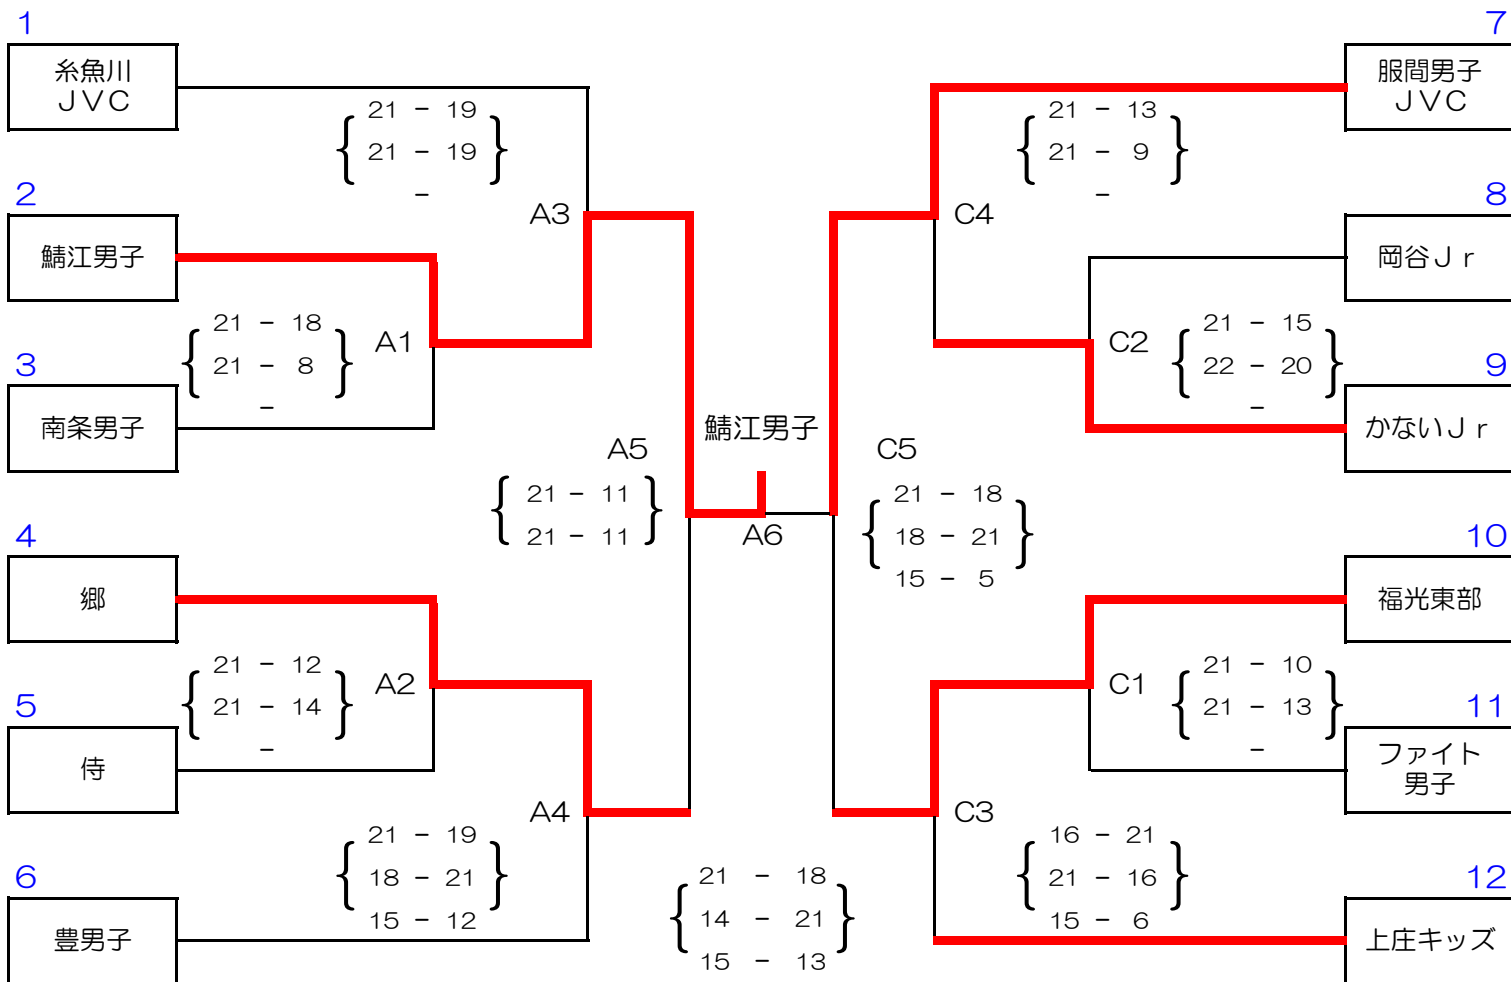 1
糸魚川
ＪＶＣ
21 - 19
21 - 19
-
A3
2
鯖江男子
21 - 18
21 - 8
-
A1
3
南条男子
A5
21 - 11
21 - 11
4
郷
21 - 12
21 - 14
-
A2
5
侍
A4
21 - 19
18 - 21
15 - 12
6
豊男子
鯖江男子
A6
21 - 18
14 - 21
15 - 13
7
服間男子
ＪＶＣ
21 - 13
21 - 9
-
C4
8
岡谷Ｊｒ
C2
21 - 15
22 - 20
-
9
かないＪｒ
C5
21 - 18
18 - 21
15 - 5
10
福光東部
C1
21 - 10
21 - 13
-
11
ファイト
男子
C3
16 - 21
21 - 16
15 - 6
12
上庄キッズ